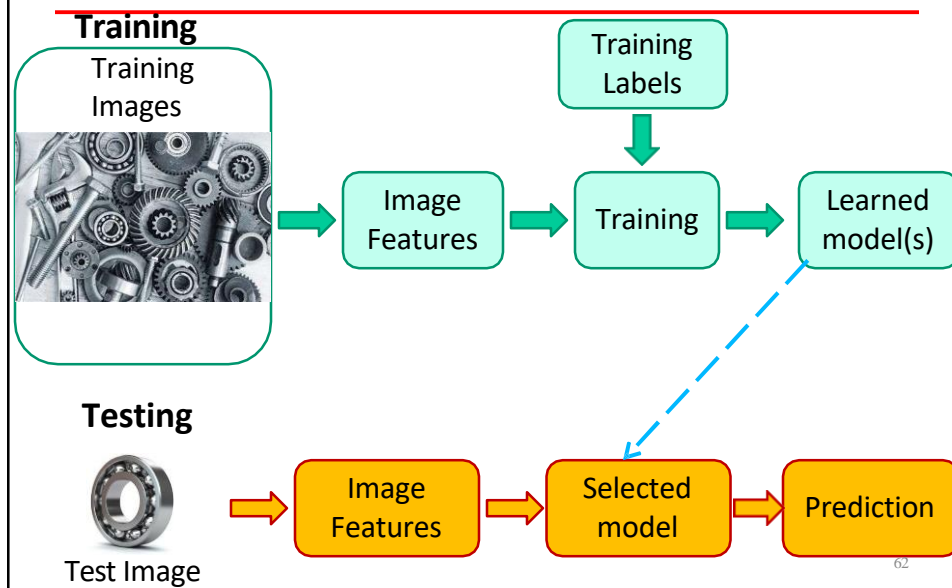 Training
Training
Images
Training
Labels
Image
Features
Training
Learned
model(s)
Testing
Test Image
Image
Features
Selected
model
Prediction
62